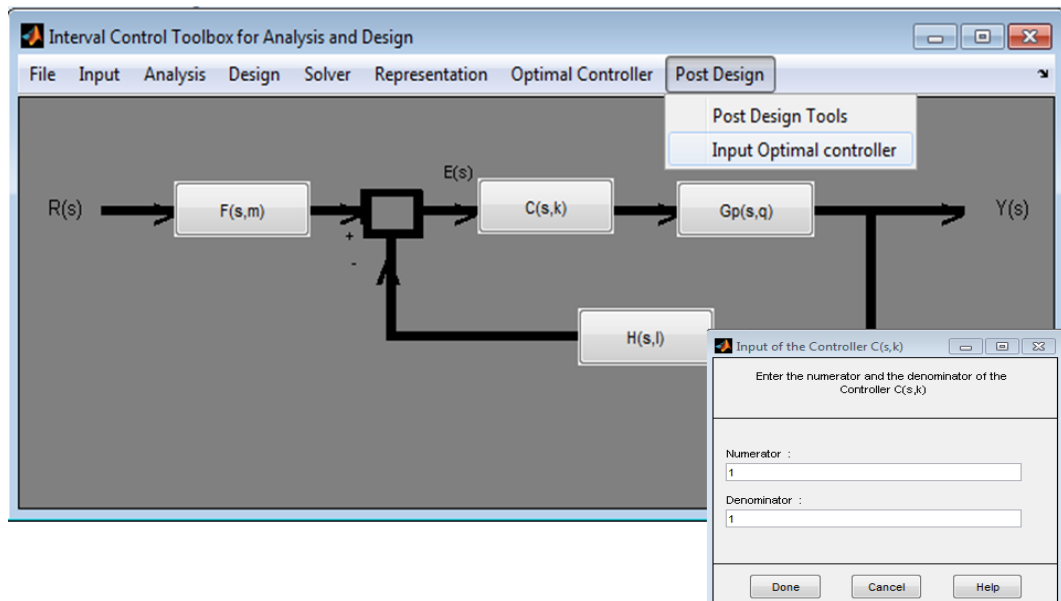 Interval Control Toolbox for Analysis and Design
File Input Analysis Design Solver Representation Optimal Controller Post Design
Post Design Tools
Input Optimal controller
E(s)
R(s) F(s,m) C(s,k) Gp(s,q) Y(s)
+
-
H(s,l)
Input of the Controller C(s,k)
Enter the numerator and the denominator of the
Controller C(s,k)
Numerator :
1
Denominator :
1
Done Cancel Help